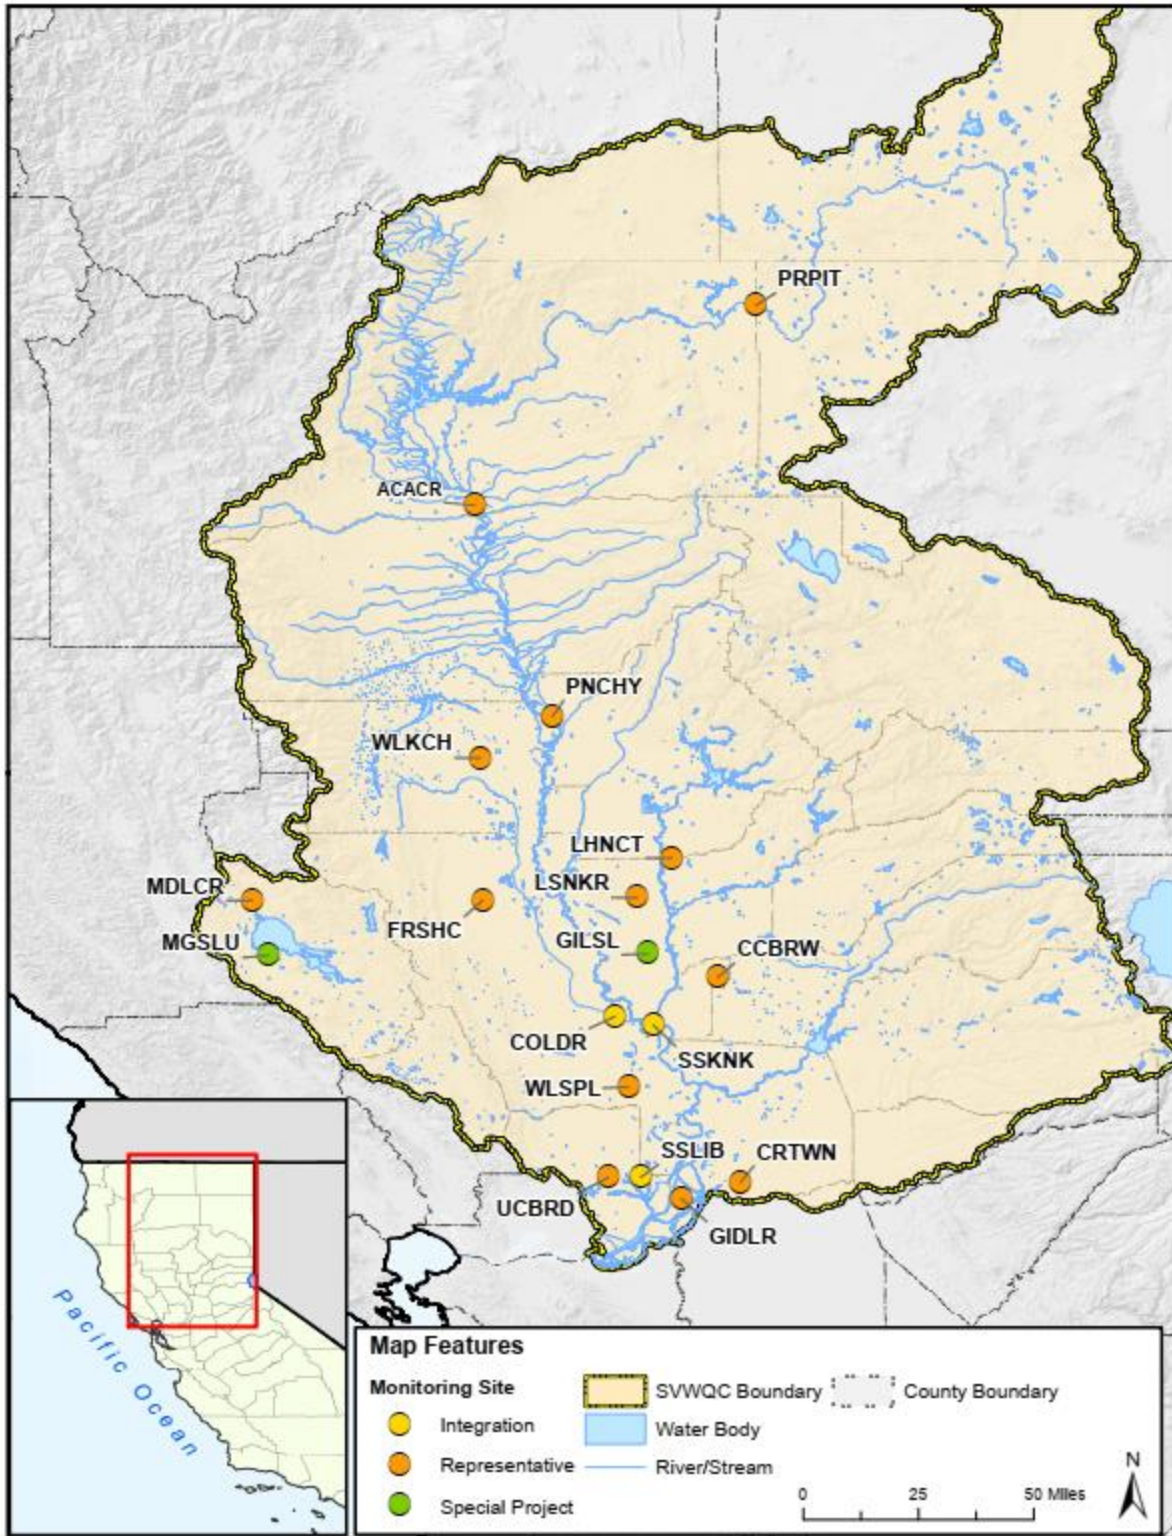 PRPIT
ACACR
PNCHY
WLKCH
LHNCT
MDLCR
LSNKR
FRSHC
MGSLU
GILSL
CCBRW
COLDR
SSKNK
WLSPL
SSLIB
CRTWN
UCBRD
GIDLR
Pacific Ocean
Map Features
Monitoring Site
Integration
Representative
Special Project
SVWQC Boundary
Water Body
River/Stream
County Boundary
N
0 25 50 Miles